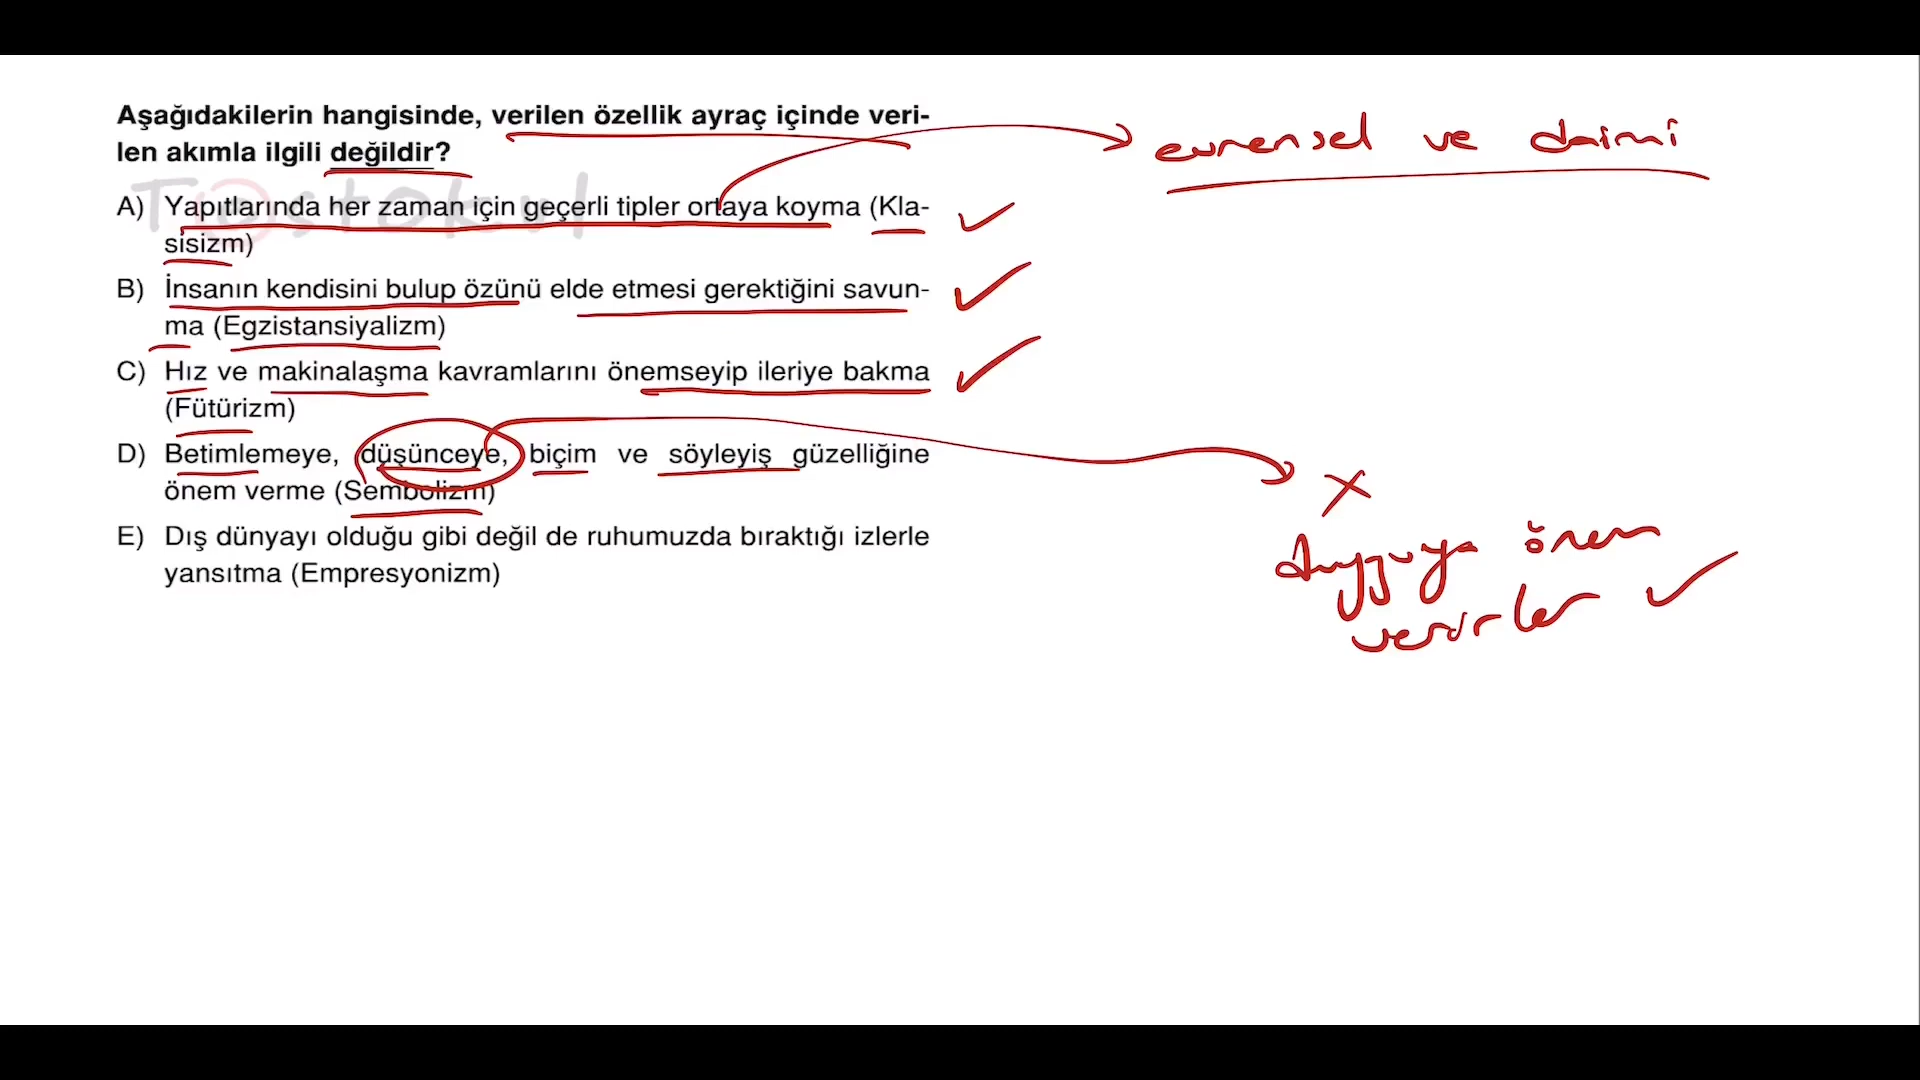 Aşağıdakilerin hangisinde, verilen özellik ayraç içinde veri-
len akımla ilgili değildir?
evrensel ve daimi
A) Yapıtlarında her zaman için geçerli tipler ortaya koyma (Kla-
sisizm)
B) İnsanın kendisini bulup özünü elde etmesi gerektiğini savun-
ma (Egzistansiyalizm)
C) Hız ve makinalaşma kavramlarını önemseyip ileriye bakma
(Fütürizm)
D) Betimlemeye, düşünceye, biçim ve söyleyiş güzelliğine
önem verme (Sembolizm)
E) Dış dünyayı olduğu gibi değil de ruhumuzda bıraktığı izlerle
yansıtma (Empresyonizm)
Duyguya önem
verirler